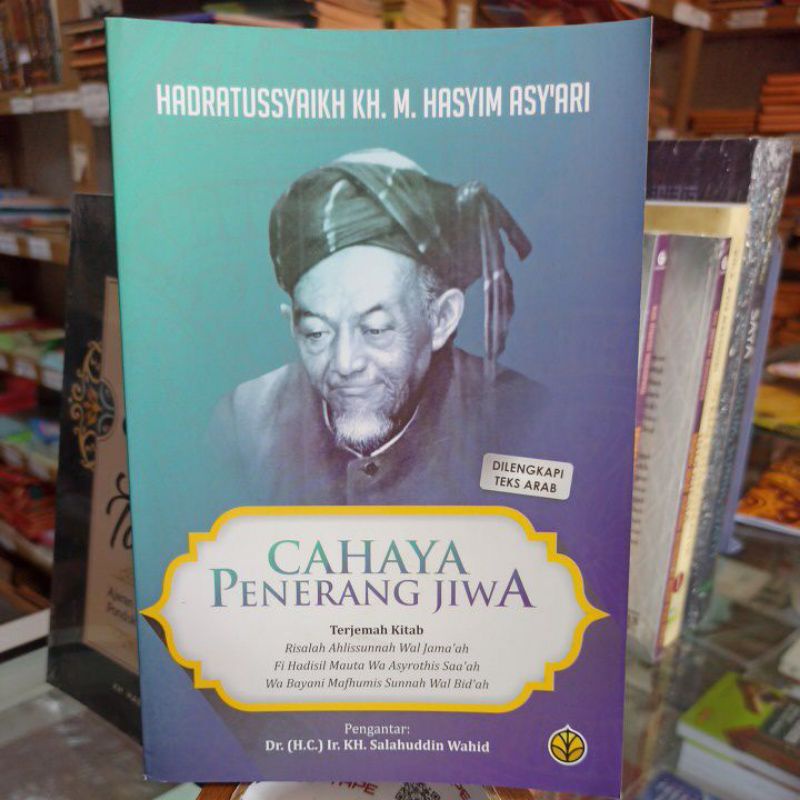 HADRATUSSYAIKH KH. M. HASYIM ASY'ARI
DILENGKAPI
TEKS ARAB
CAHAYA
PENERANG JIWA
Terjemah Kitab
Risalah Ahlissunnah Wal Jama'ah
Fi Hadisil Mauta Wa Asyrothis Saa'ah
Wa Bayani Mafhumis Sunnah Wal Bid'ah
Pengantar:
Dr. (H.C.) Ir. KH. Salahuddin Wahid